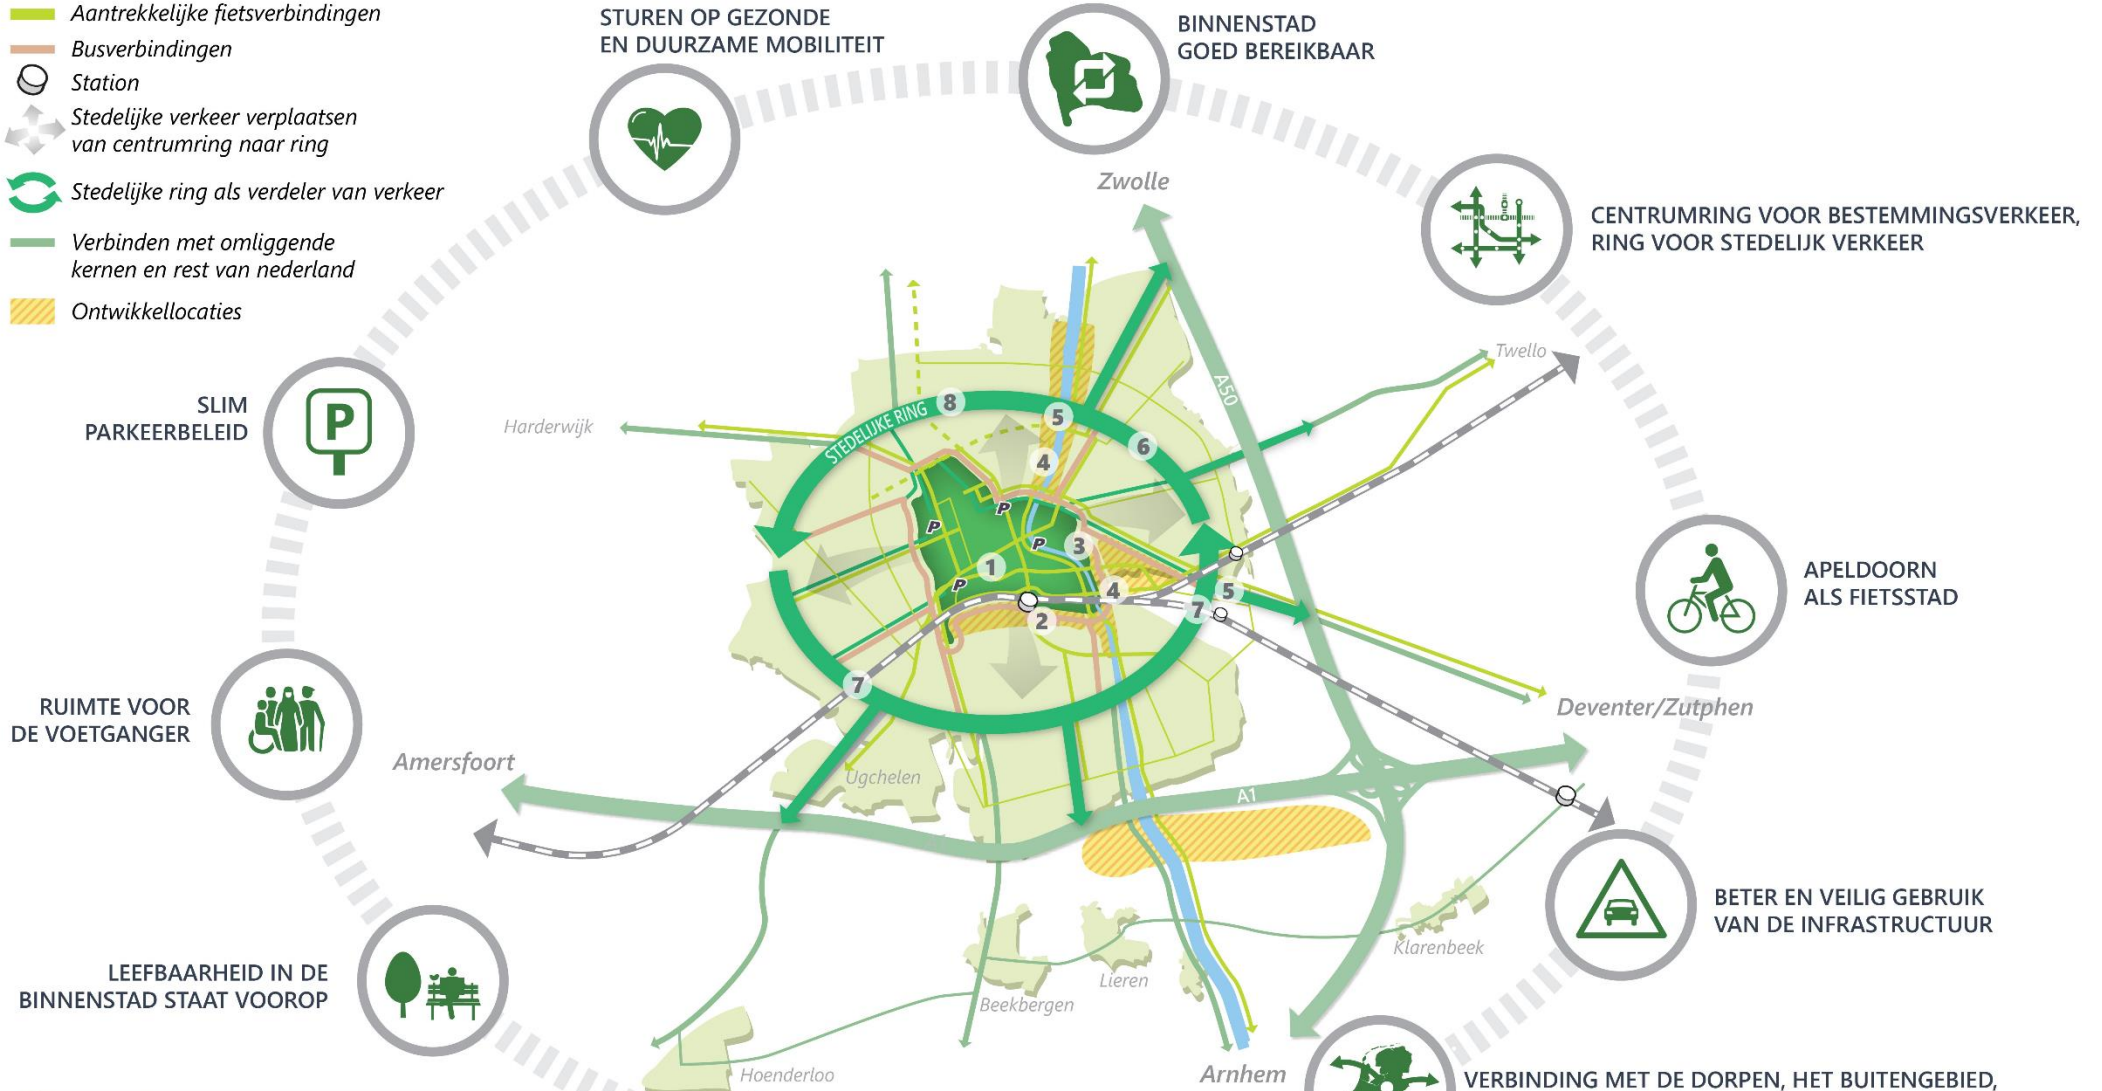 Aantrekkelijke fietsverbindingen
Busverbindingen
Station
Stedelijke verkeer verplaatsen
van centrumring naar ring
Stedelijke ring als verdeler van verkeer
Verbinden met omliggende
kernen en rest van nederland
Ontwikkellocaties
STUREN OP GEZONDE
EN DUURZAME MOBILITEIT
BINNENSTAD
GOED BEREIKBAAR
CENTRUMRING VOOR BESTEMMINGSVERKEER,
RING VOOR STEDELIJK VERKEER
SLIM
PARKEERBELEID
P
APELDOORN
ALS FIETSSTAD
RUIMTE VOOR
DE VOETGANGER
BETER EN VEILIG GEBRUIK
VAN DE INFRASTRUCTUUR
LEEFBAARHEID IN DE
BINNENSTAD STAAT VOOROP
VERBINDING MET DE DORPEN, HET BUITENGEBIED,
Zwolle
A50
Twello
Harderwijk
STEDELIJKE RING
8
5
6
4
P
P
P
3
1
P
4
5
7
2
7
Deventer/Zutphen
Amersfoort
Ugchelen
A1
Klarenbeek
Lieren
Beekbergen
Hoenderloo
Arnhem